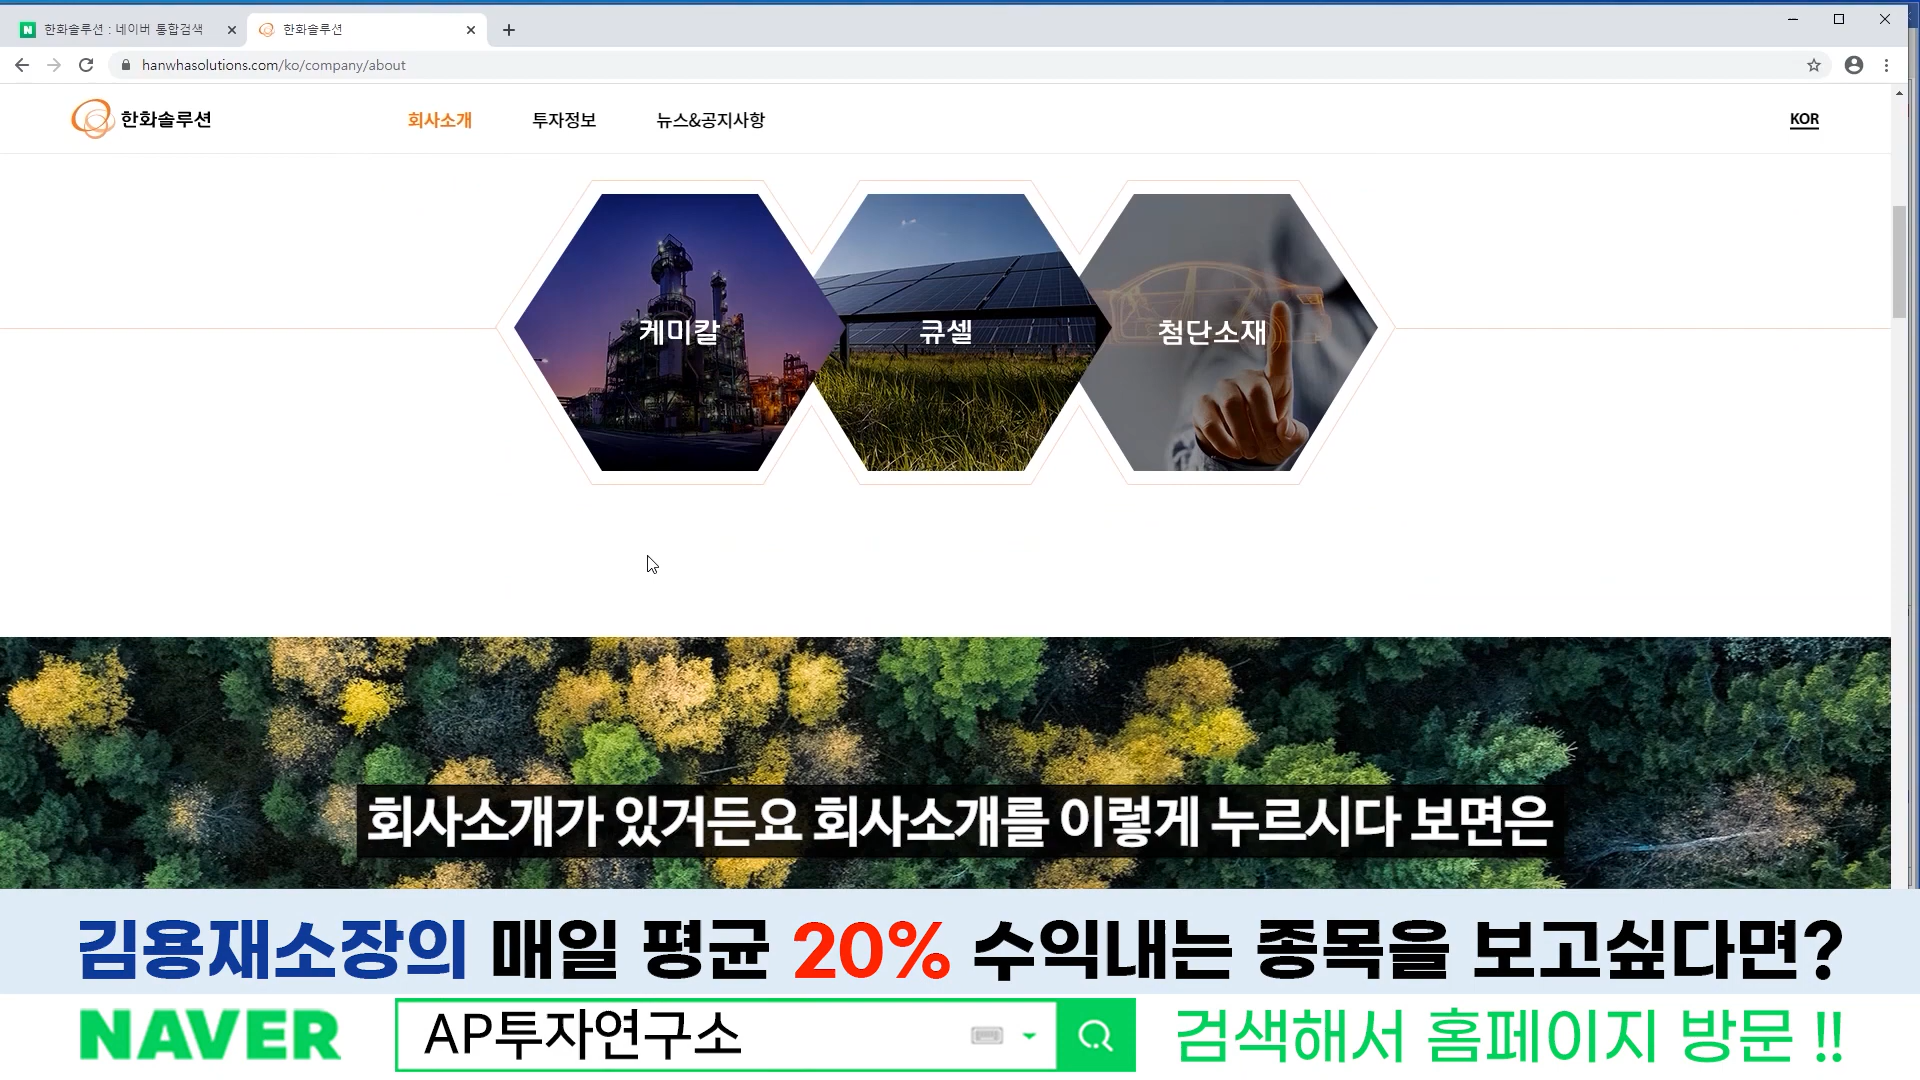 한화솔루션 : 네이버 통합검색
한화솔루션
hanwhasolutions.com/ko/company/about
한화솔루션
회사소개
투자정보
뉴스&공지사항
KOR
케미칼
큐셀
첨단소재
회사소개가 있거든요 회사소개를 이렇게 누르시다 보면은
김용재소장의 매일 평균 20% 수익내는 종목을 보고싶다면?
NAVER
AP투자연구소
검색해서 홈페이지 방문 !!